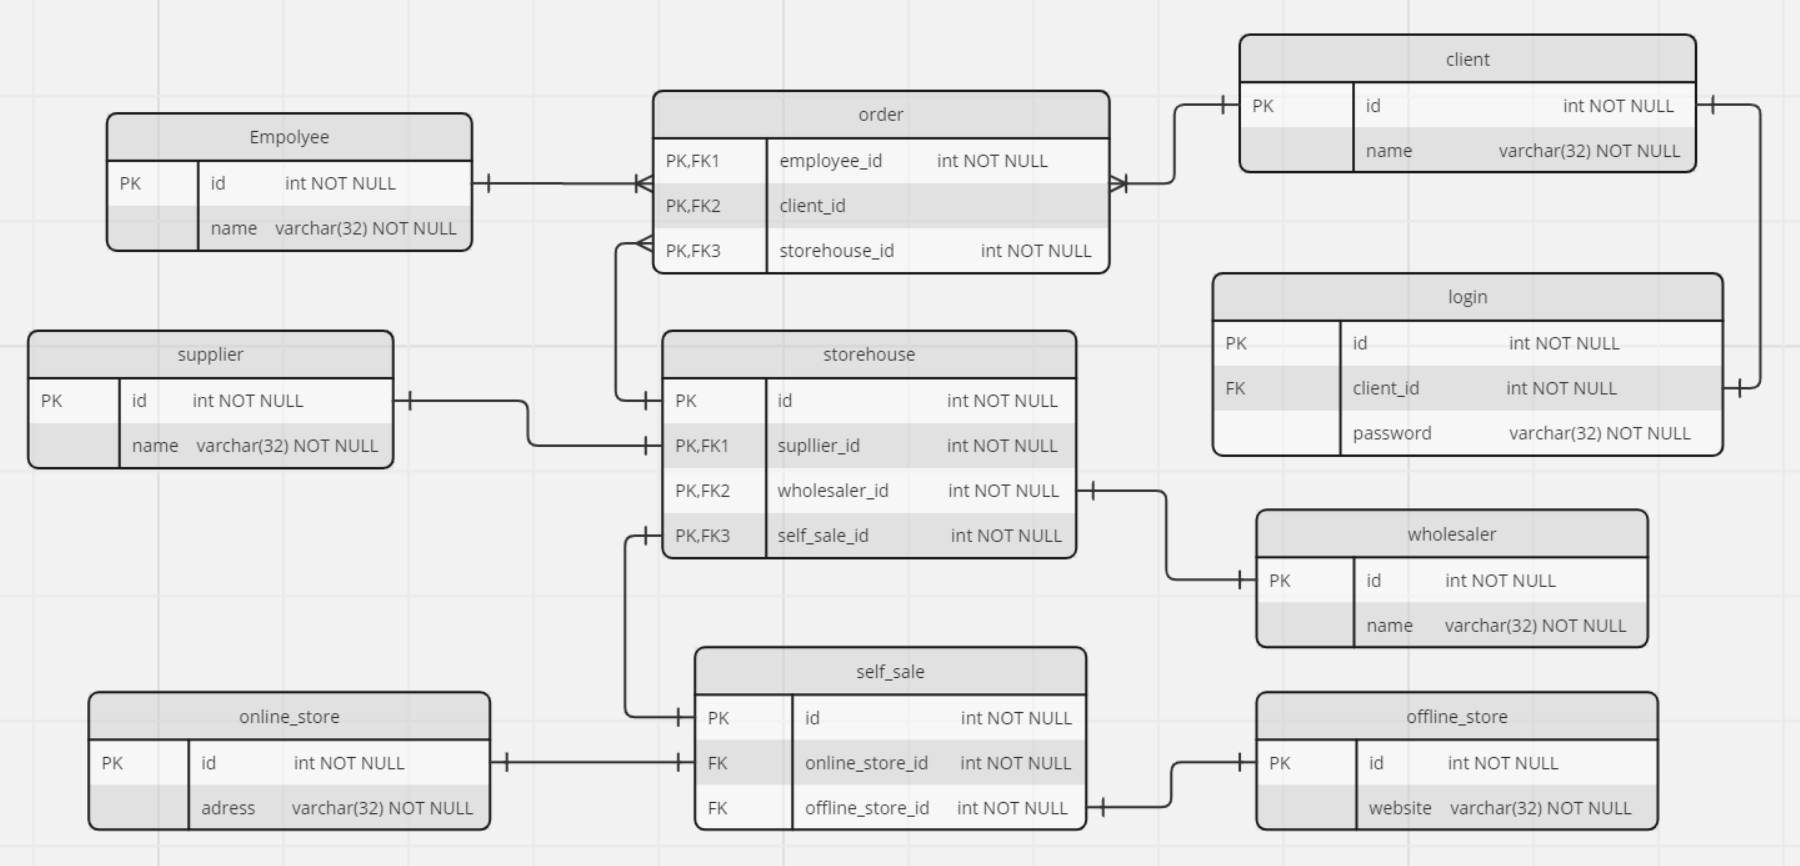 Empolyee
PK id int NOT NULL
name varchar(32) NOT NULL
order
PK,FK1 employee_id int NOT NULL
PK,FK2 client_id
PK,FK3 storehouse_id int NOT NULL
client
PK id int NOT NULL
name varchar(32) NOT NULL
supplier
PK id int NOT NULL
name varchar(32) NOT NULL
storehouse
PK id int NOT NULL
PK,FK1 supllier_id int NOT NULL
PK,FK2 wholesaler_id int NOT NULL
PK,FK3 self_sale_id int NOT NULL
login
PK id int NOT NULL
FK client_id int NOT NULL
password varchar(32) NOT NULL
wholesaler
PK id int NOT NULL
name varchar(32) NOT NULL
online_store
PK id int NOT NULL
adress varchar(32) NOT NULL
self_sale
PK id int NOT NULL
FK online_store_id int NOT NULL
FK offline_store_id int NOT NULL
offline_store
PK id int NOT NULL
website varchar(32) NOT NULL